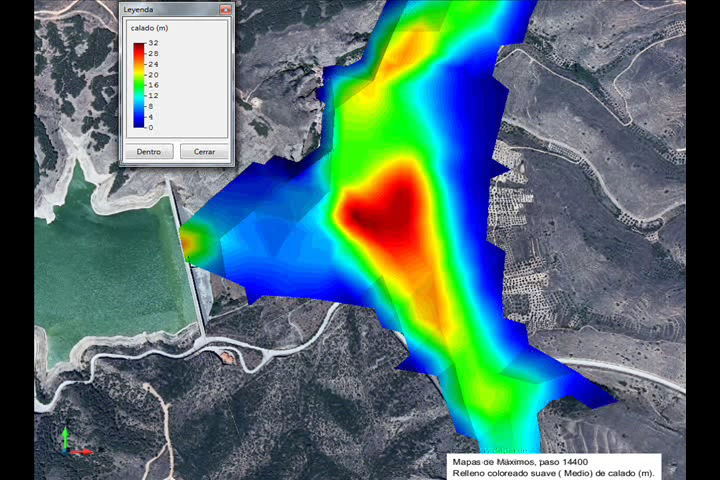 Leyenda
calado (m)
32
28
24
20
16
12
8
4
0
Dentro
Cerrar
Mapas de Máximos, paso 14400
Relleno coloreado suave ( Medio) de calado (m).